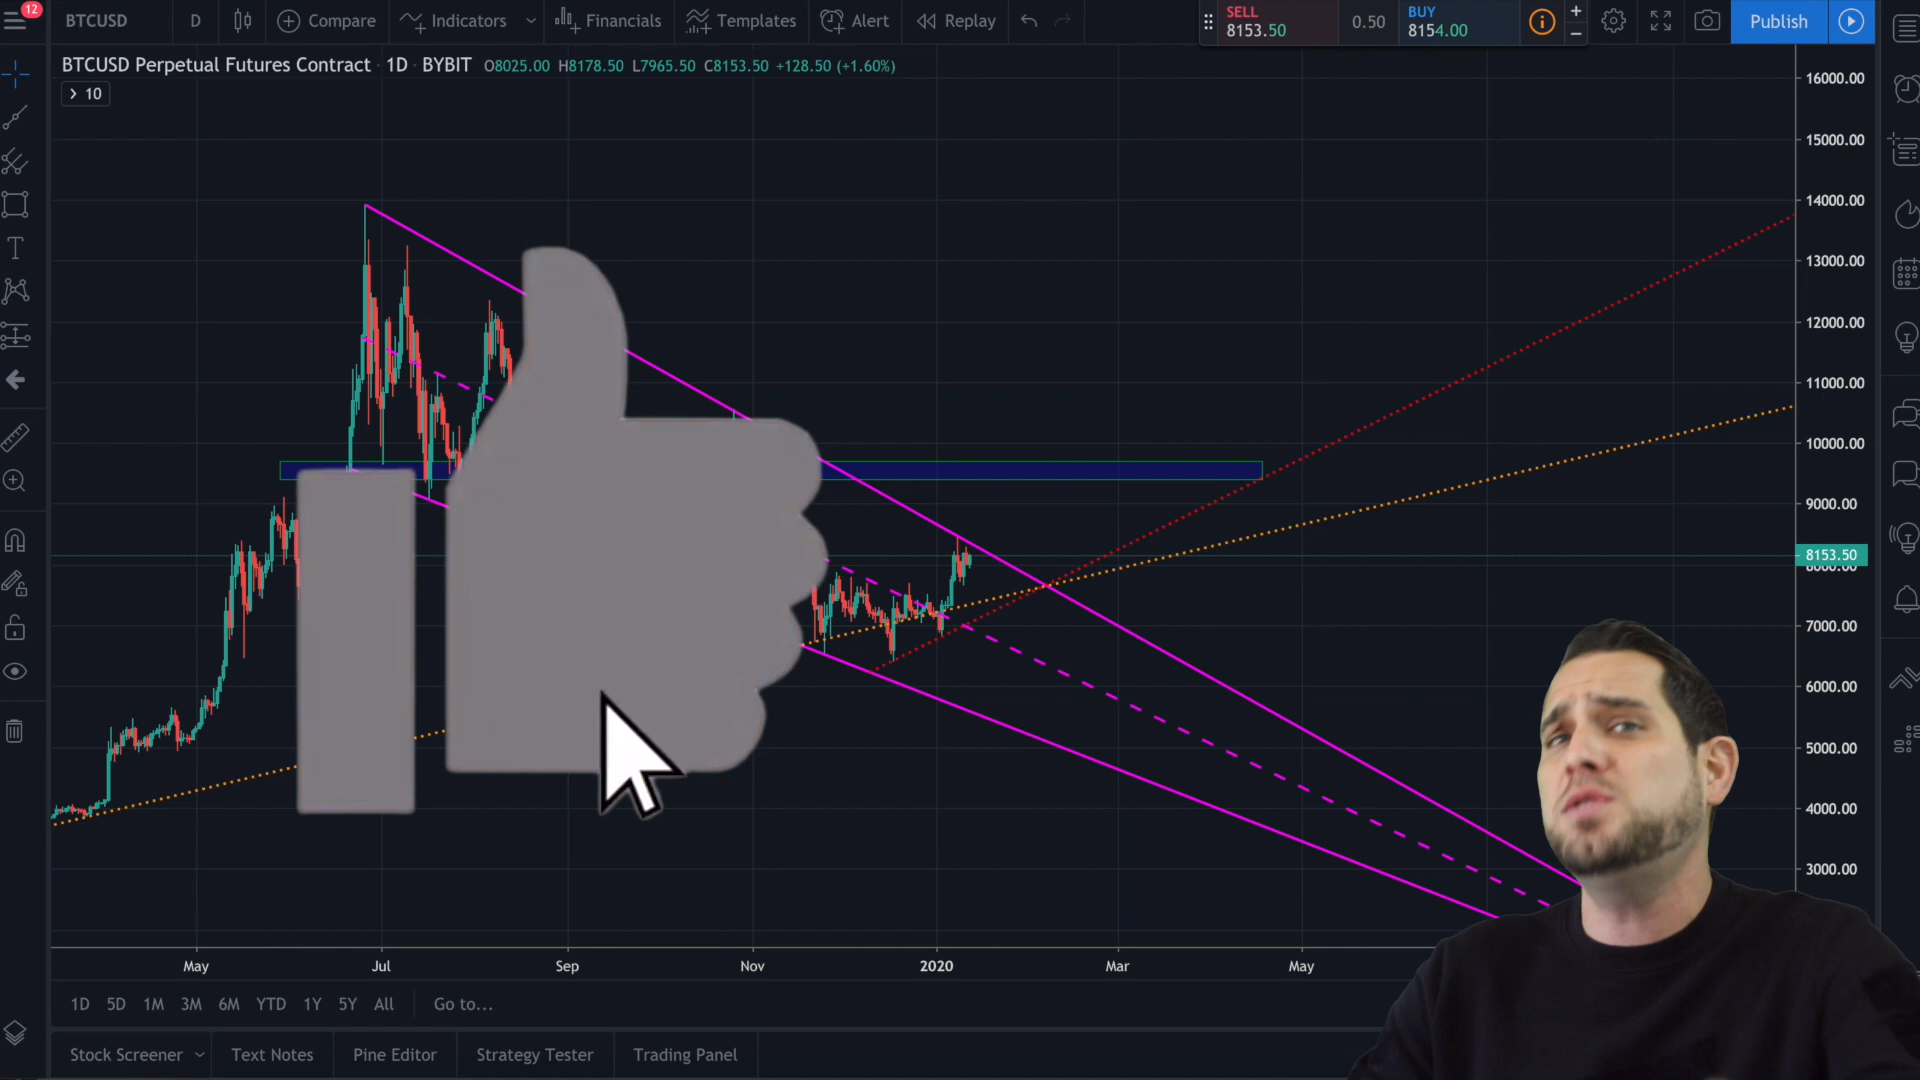 12
BTCUSD
D
Compare
Indicators
Financials
Templates
Alert
Replay
SELL
8153.50
0.50
BUY
8154.00
Publish
BTCUSD Perpetual Futures Contract · 1D · BYBIT O8025.00 H8178.50 L7965.50 C8153.50 +128.50 (+1.60%)
10
16000.00
15000.00
14000.00
13000.00
12000.00
11000.00
10000.00
9000.00
8153.50
8000.00
7000.00
6000.00
5000.00
4000.00
3000.00
May
Jul
Sep
Nov
2020
Mar
May
1D 5D 1M 3M 6M YTD 1Y 5Y All Go to...
Stock Screener
Text Notes
Pine Editor
Strategy Tester
Trading Panel